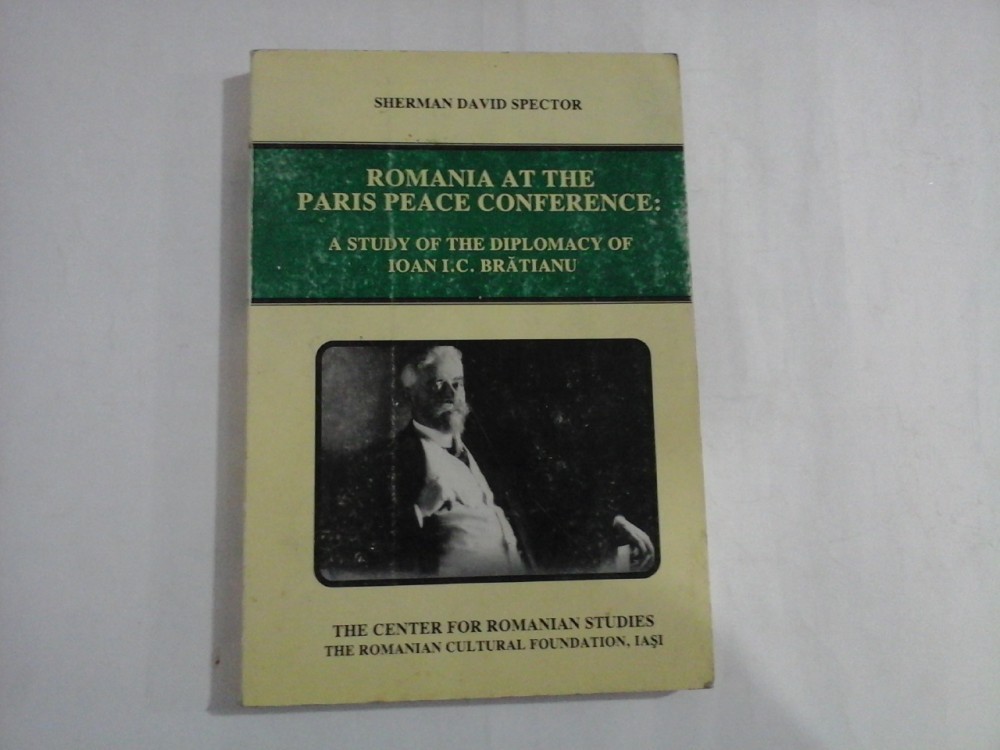 SHERMAN DAVID SPECTOR
ROMANIA AT THE
PARIS PEACE CONFERENCE:
A STUDY OF THE DIPLOMACY OF
IOAN I.C. BRĂTIANU
THE CENTER FOR ROMANIAN STUDIES
THE ROMANIAN CULTURAL FOUNDATION, IAŞI